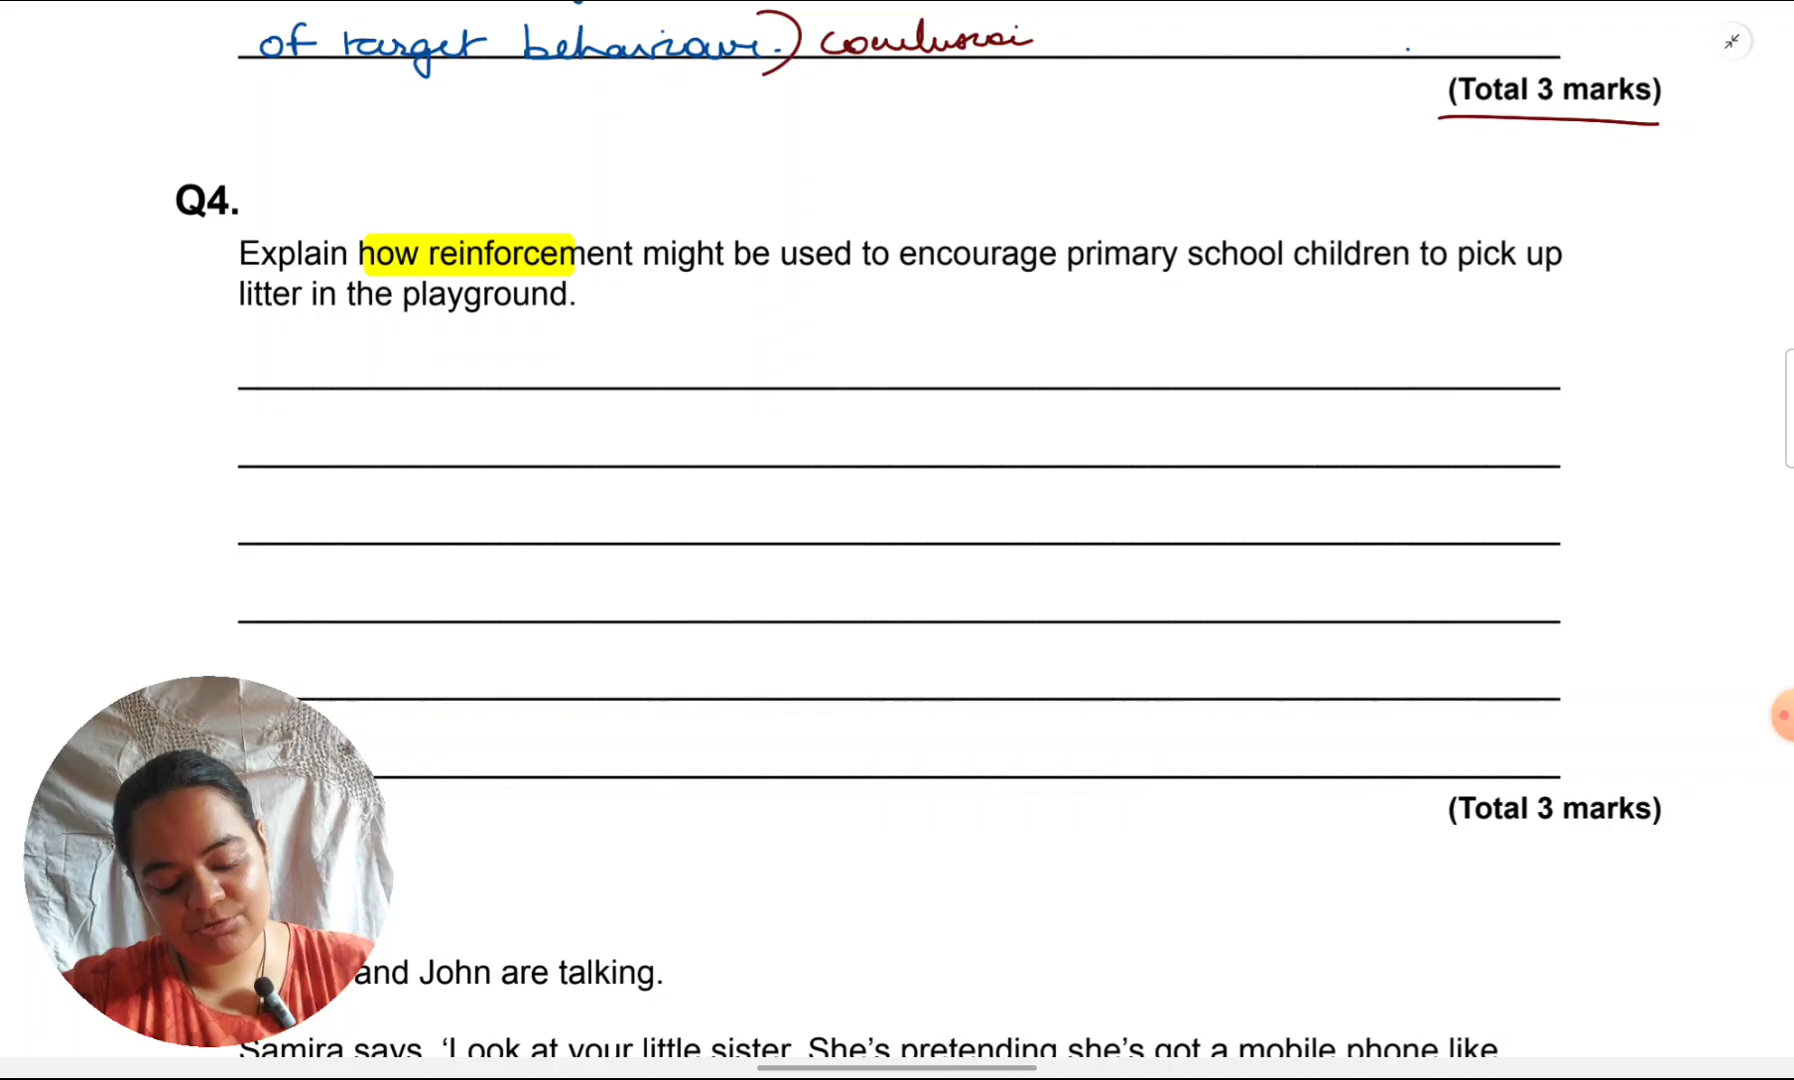 of target behaviour.)
(Total 3 marks)
Q4.
Explain how reinforcement might be used to encourage primary school children to pick up
litter in the playground.
(Total 3 marks)
and John are talking.
Samira says, ‘Look at your little sister. She’s pretending she’s got a mobile phone like